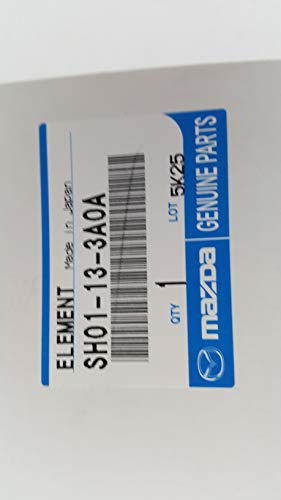 ELEMENT Made in Japan
SH01-13-3A0A
QTY 1 LOT 5K25
mazda GENUINE PARTS